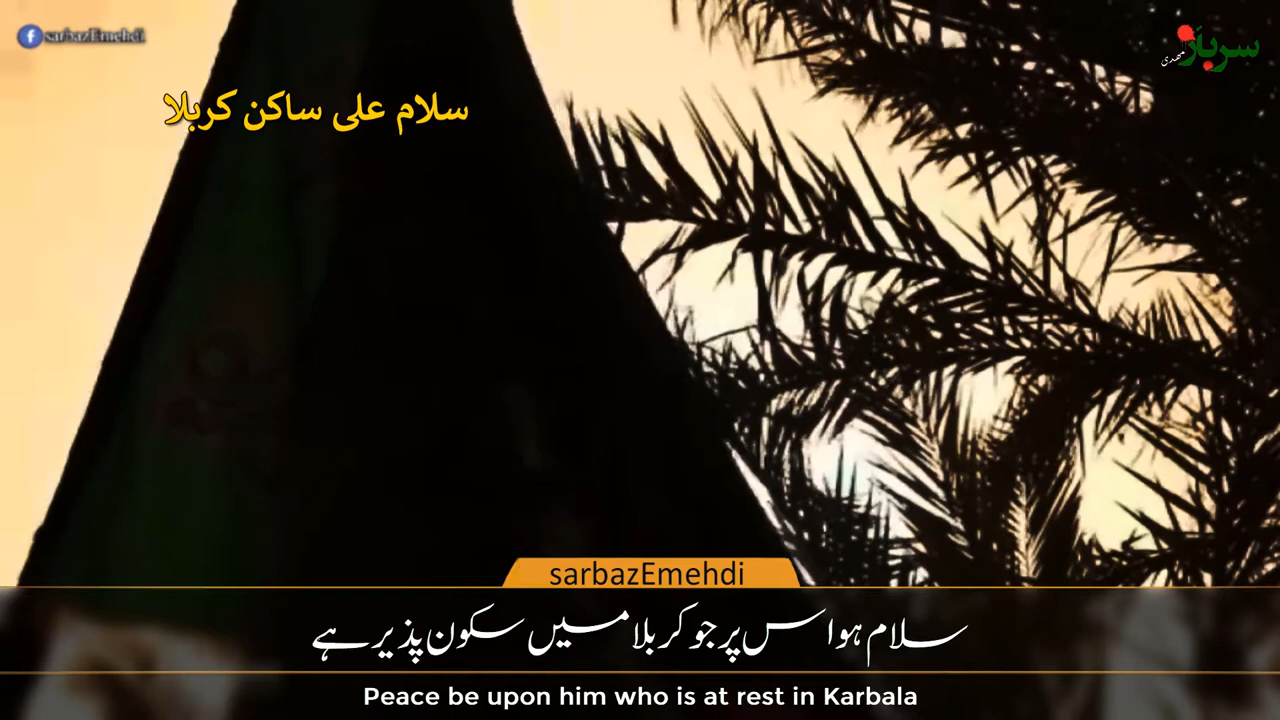 sarbazEmehdi
سرباز
مهدی
سلام علی ساکن کربلا
sarbazEmehdi
سلام ہو اس پر جو کربلا میں سکون پذیر ہے
Peace be upon him who is at rest in Karbala